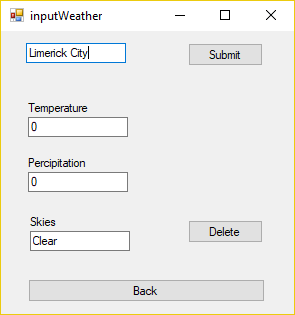 inputWeather
Limerick City
Submit
Temperature
0
Percipitation
0
Skies
Clear
Delete
Back